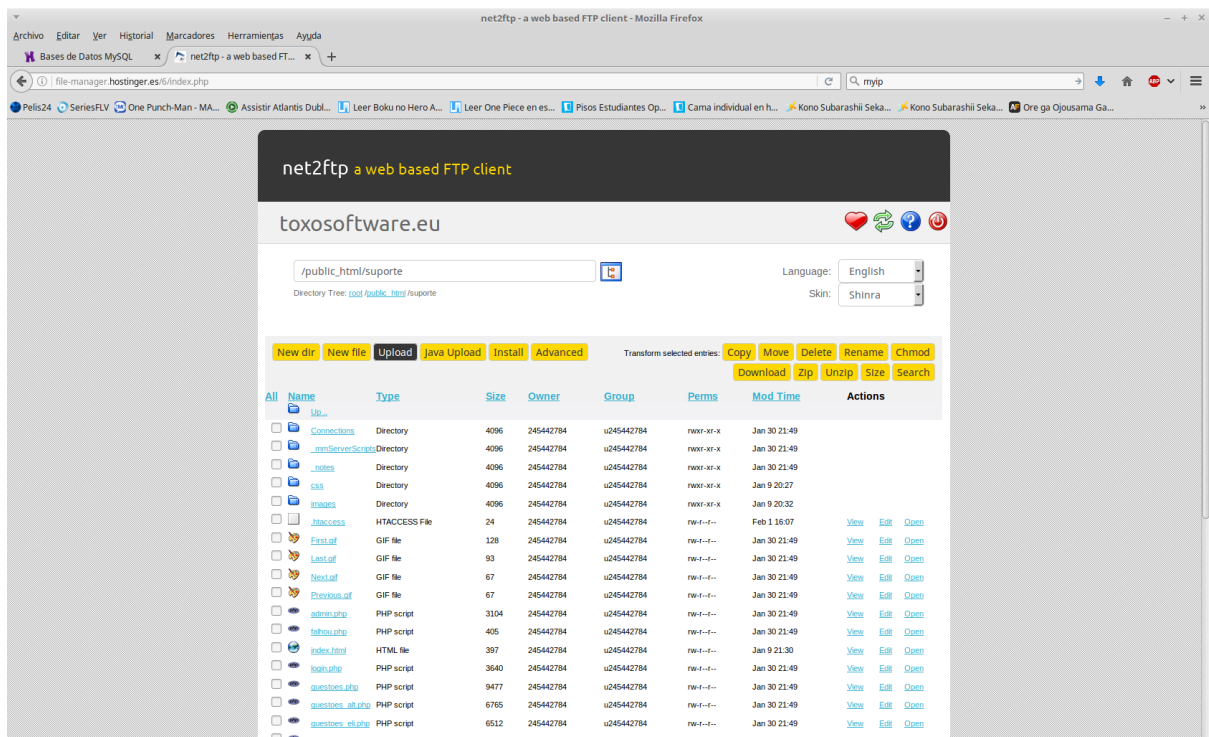 net2ftp - a web based FTP client - Mozilla Firefox
Archivo Editar Ver Historial Marcadores Herramientas Ayuda
Bases de Datos MySQL x net2ftp - a web based FT... x +
file-manager.hostinger.es/6/index.php myip
Pelis24 SeriesFLV One Punch-Man - MA... Assistir Atlantis Dubl... Leer Boku no Hero A... Leer One Piece en es... Pisos Estudiantes Op... Cama individual en h... Kono Subarashii Seka... Kono Subarashii Seka... Ore ga Ojousama Ga... »
net2ftp a web based FTP client
toxosoftware.eu
/public_html/suporte Language: English
Directory Tree: root /public_html /suporte Skin: Shinra
New dir New file Upload Java Upload Install Advanced Transform selected entries: Copy Move Delete Rename Chmod
Download Zip Unzip Size Search
All Name Type Size Owner Group Perms Mod Time Actions
Up ..
Connections Directory 4096 245442784 u245442784 rwxr-xr-x Jan 30 21:49
_mmServerScripts Directory 4096 245442784 u245442784 rwxr-xr-x Jan 30 21:49
_notes Directory 4096 245442784 u245442784 rwxr-xr-x Jan 30 21:49
css Directory 4096 245442784 u245442784 rwxr-xr-x Jan 9 20:27
images Directory 4096 245442784 u245442784 rwxr-xr-x Jan 9 20:32
.htaccess HTACCESS File 24 245442784 u245442784 rw-r--r-- Feb 1 16:07 View Edit Open
First.gif GIF file 128 245442784 u245442784 rw-r--r-- Jan 30 21:49 View Edit Open
Last.gif GIF file 93 245442784 u245442784 rw-r--r-- Jan 30 21:49 View Edit Open
Next.gif GIF file 67 245442784 u245442784 rw-r--r-- Jan 30 21:49 View Edit Open
Previous.gif GIF file 67 245442784 u245442784 rw-r--r-- Jan 30 21:49 View Edit Open
admin.php PHP script 3104 245442784 u245442784 rw-r--r-- Jan 30 21:49 View Edit Open
falhou.php PHP script 405 245442784 u245442784 rw-r--r-- Jan 30 21:49 View Edit Open
index.html HTML file 397 245442784 u245442784 rw-r--r-- Jan 9 21:30 View Edit Open
login.php PHP script 3640 245442784 u245442784 rw-r--r-- Jan 30 21:49 View Edit Open
questoes.php PHP script 9477 245442784 u245442784 rw-r--r-- Jan 30 21:49 View Edit Open
questoes_alt.php PHP script 6765 245442784 u245442784 rw-r--r-- Jan 30 21:49 View Edit Open
questoes_eli.php PHP script 6512 245442784 u245442784 rw-r--r-- Jan 30 21:49 View Edit Open